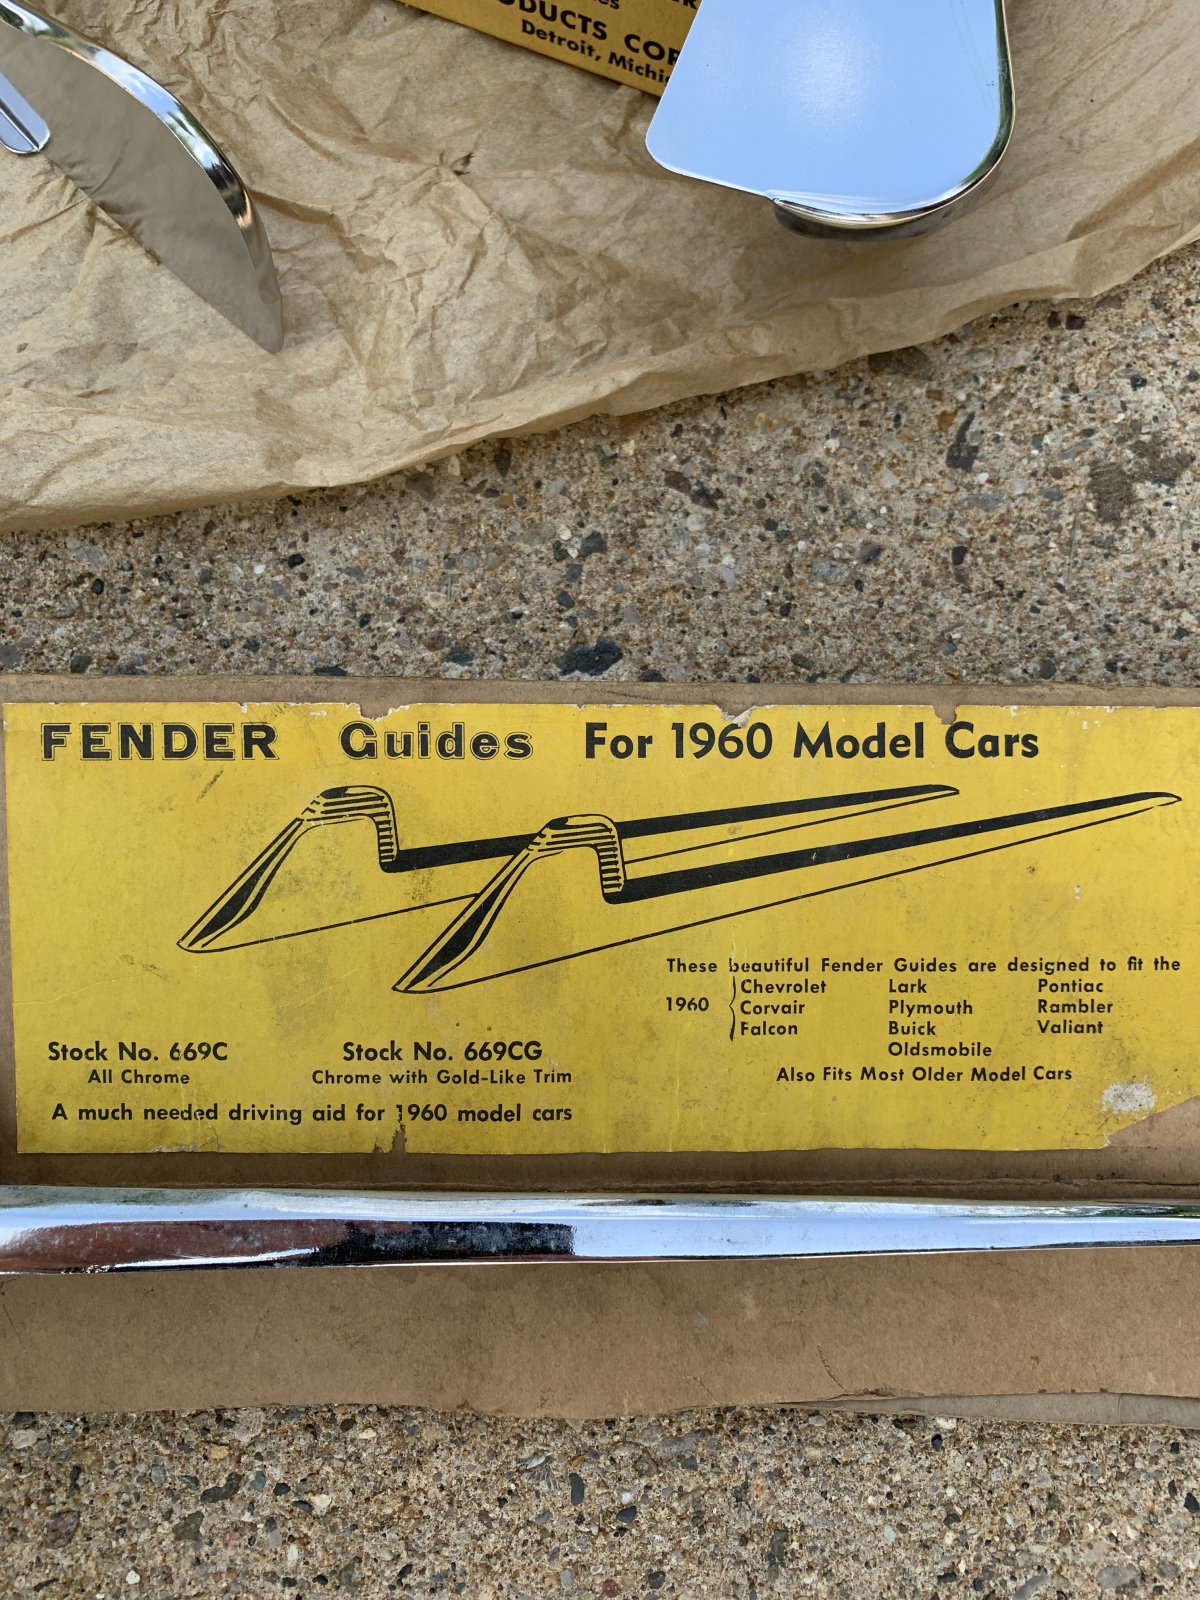 ODUCTS COR
Detroit, Michi
FENDER Guides For 1960 Model Cars
These beautiful Fender Guides are designed to fit the
1960
Chevrolet Lark Pontiac
Corvair Plymouth Rambler
Falcon Buick Valiant
Oldsmobile
Also Fits Most Older Model Cars
Stock No. 669C Stock No. 669CG
All Chrome Chrome with Gold-Like Trim
A much needed driving aid for 1960 model cars